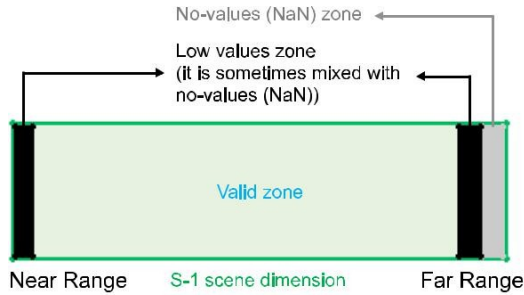 No-values (NaN) zone
Low values zone
(it is sometimes mixed with
no-values (NaN))
Valid zone
Near Range
S-1 scene dimension
Far Range